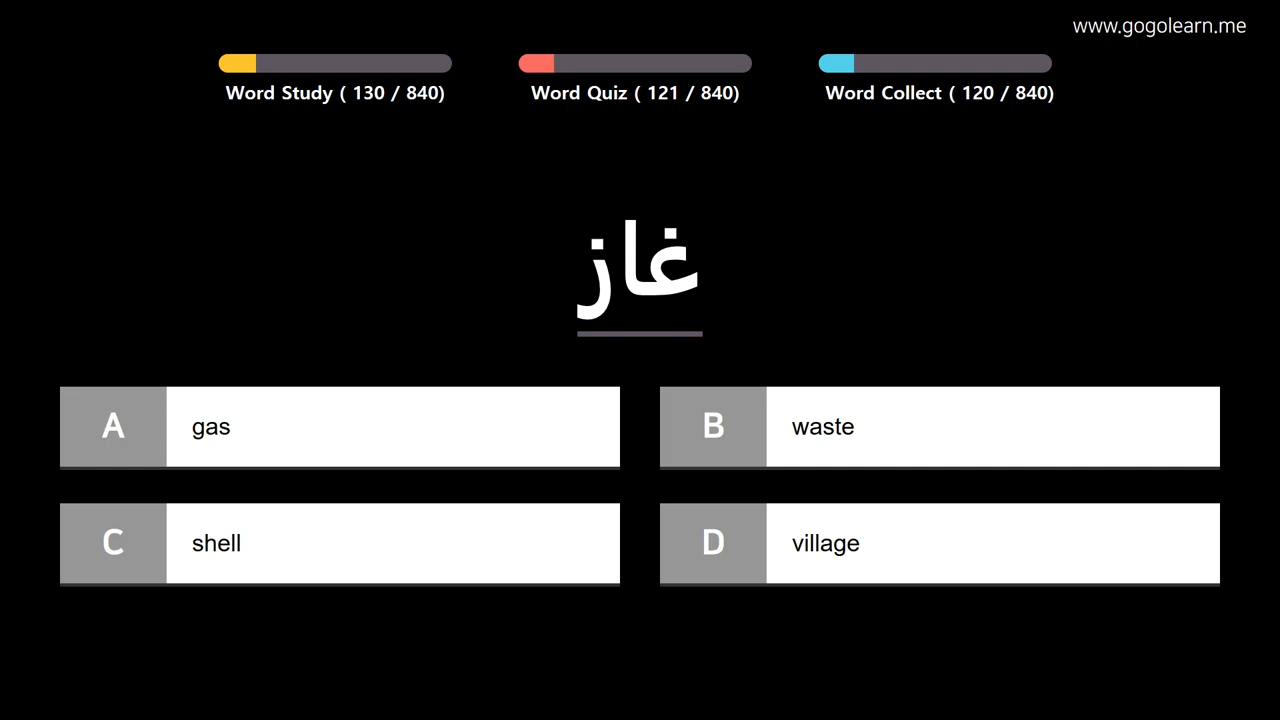 www.gogolearn.me
Word Study ( 130 / 840)
Word Quiz ( 121 / 840)
Word Collect ( 120 / 840)
غاز
A gas
B waste
C shell
D village